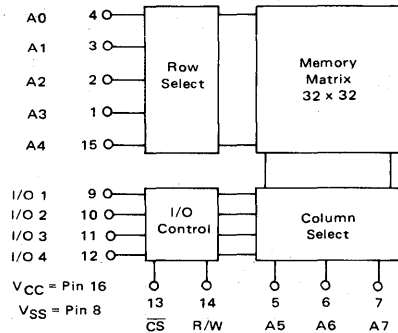 A0 4
A1 3
A2 2
A3 1
A4 15
Row
Select
Memory
Matrix
32 x 32
I/O 1 9
I/O 2 10
I/O 3 11
I/O 4 12
I/O
Control
Column
Select
VCC = Pin 16
VSS = Pin 8
13 14 5 6 7
CS R/W A5 A6 A7